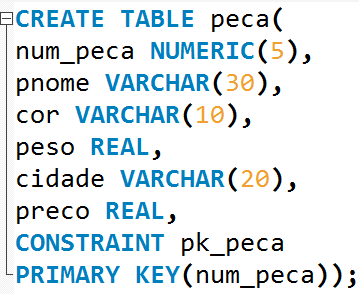 CREATE TABLE peca(
num_peca NUMERIC(5),
pnome VARCHAR(30),
cor VARCHAR(10),
peso REAL,
cidade VARCHAR(20),
preco REAL,
CONSTRAINT pk_peca
PRIMARY KEY(num_peca));